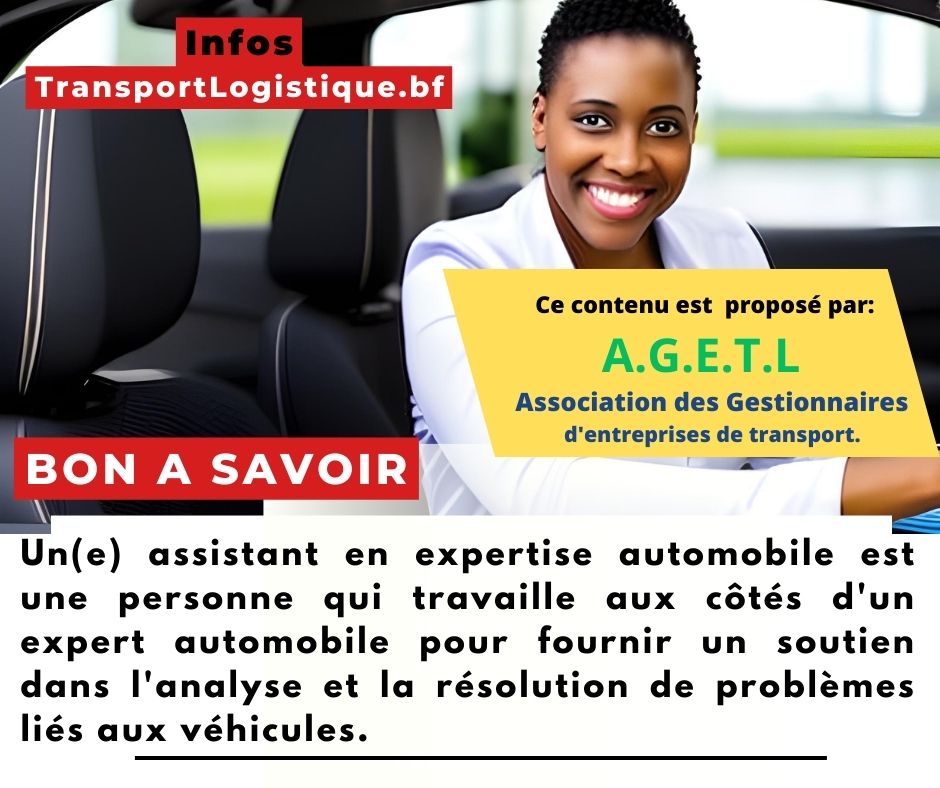 Infos
TransportLogistique.bf
Ce contenu est proposé par:
A.G.E.T.L
Association des Gestionnaires
d'entreprises de transport.
BON A SAVOIR
Un(e) assistant en expertise automobile est
une personne qui travaille aux côtés d'un
expert automobile pour fournir un soutien
dans l'analyse et la résolution de problèmes
liés aux véhicules.